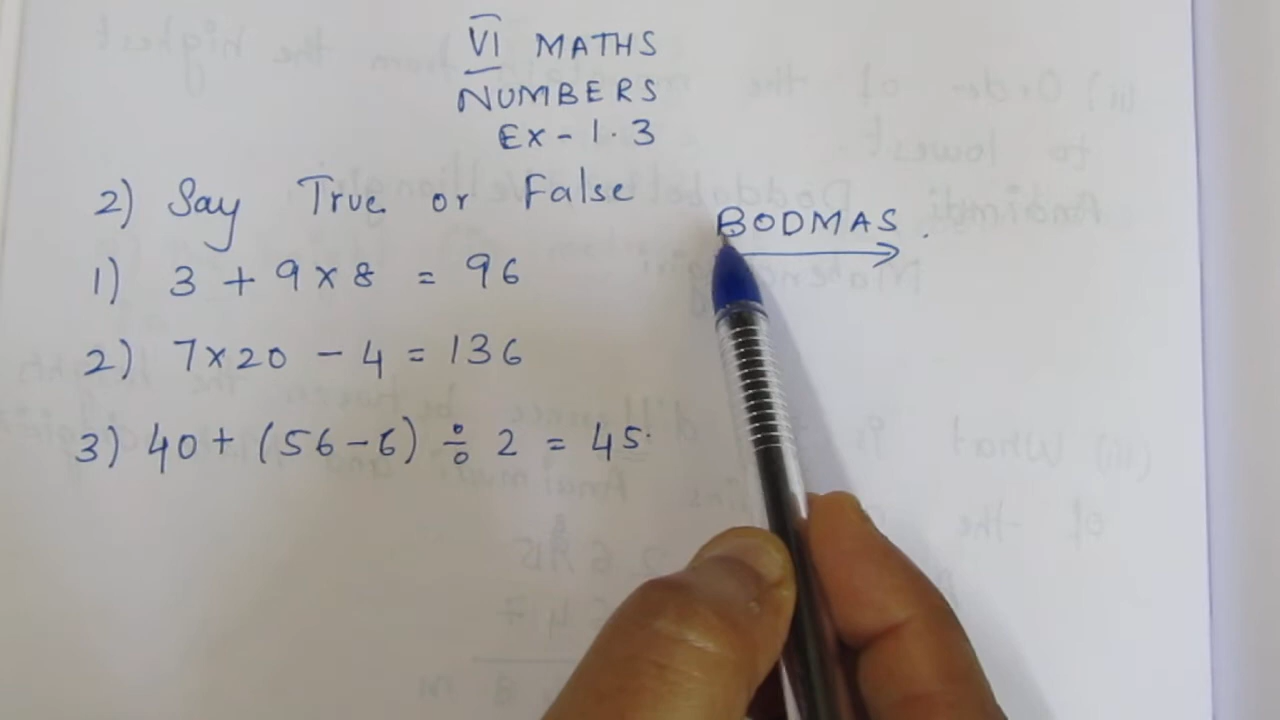 VI MATHS
NUMBERS
Ex - 1.3
2) Say True or False
BODMAS.
1) 3 + 9 × 8 = 96
2) 7 × 20 - 4 = 136
3) 40 + (56 - 6) ÷ 2 = 45